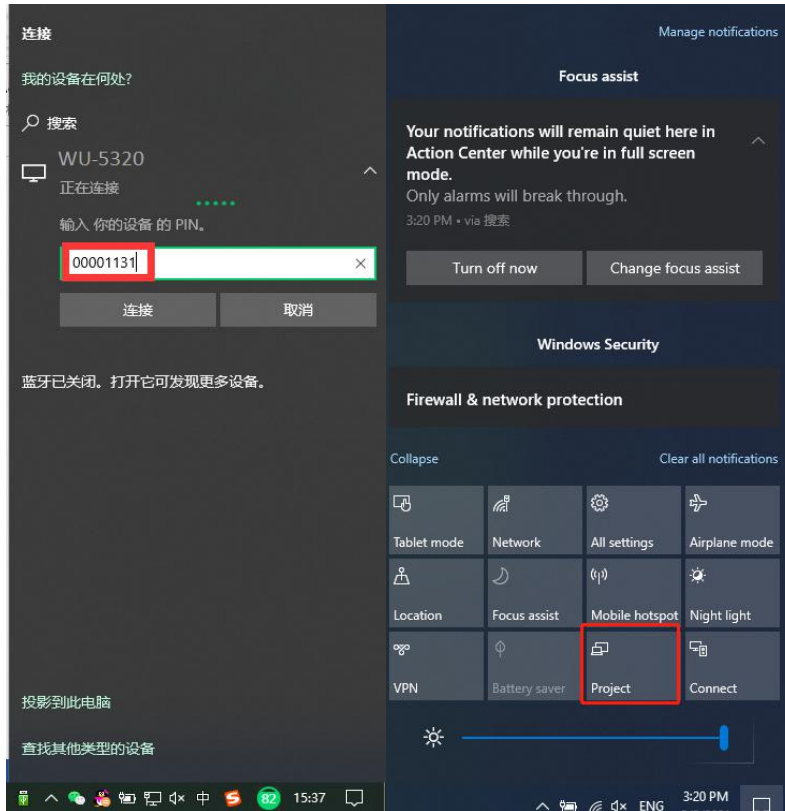 连接
我的设备在何处?
搜索
WU-5320
正在连接
输入 你的设备 的 PIN。
00001131
连接 取消
蓝牙已关闭。打开它可发现更多设备。
投影到此电脑
查找其他类型的设备
中 82 15:37
Manage notifications
Focus assist
Your notifications will remain quiet here in
Action Center while you're in full screen
mode.
Only alarms will break through.
3:20 PM • via 搜索
Turn off now Change focus assist
Windows Security
Firewall & network protection
Collapse Clear all notifications
Tablet mode Network All settings Airplane mode
Location Focus assist Mobile hotspot Night light
VPN Battery saver Project Connect
ENG 3:20 PM